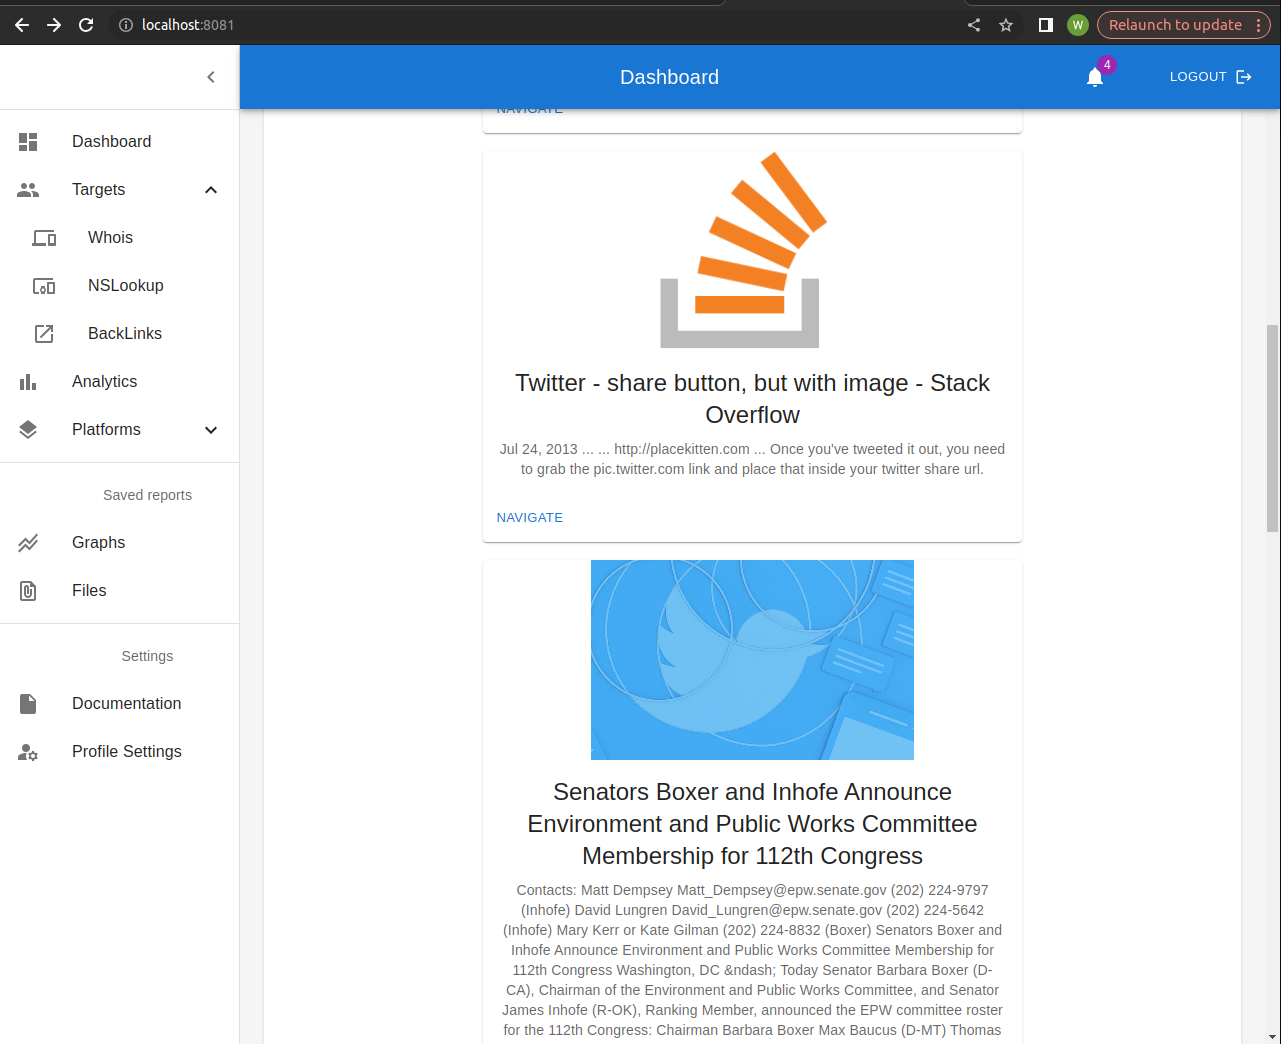 localhost:8081
W
Relaunch to update
Dashboard
4
LOGOUT
Dashboard
Targets
Whois
NSLookup
BackLinks
Analytics
Platforms
Saved reports
Graphs
Files
Settings
Documentation
Profile Settings
NAVIGATE
Twitter - share button, but with image - Stack
Overflow
Jul 24, 2013 ... ... http://placekitten.com ... Once you've tweeted it out, you need
to grab the pic.twitter.com link and place that inside your twitter share url.
NAVIGATE
Senators Boxer and Inhofe Announce
Environment and Public Works Committee
Membership for 112th Congress
Contacts: Matt Dempsey Matt_Dempsey@epw.senate.gov (202) 224-9797
(Inhofe) David Lungren David_Lungren@epw.senate.gov (202) 224-5642
(Inhofe) Mary Kerr or Kate Gilman (202) 224-8832 (Boxer) Senators Boxer and
Inhofe Announce Environment and Public Works Committee Membership for
112th Congress Washington, DC &ndash; Today Senator Barbara Boxer (D-
CA), Chairman of the Environment and Public Works Committee, and Senator
James Inhofe (R-OK), Ranking Member, announced the EPW committee roster
for the 112th Congress: Chairman Barbara Boxer Max Baucus (D-MT) Thomas